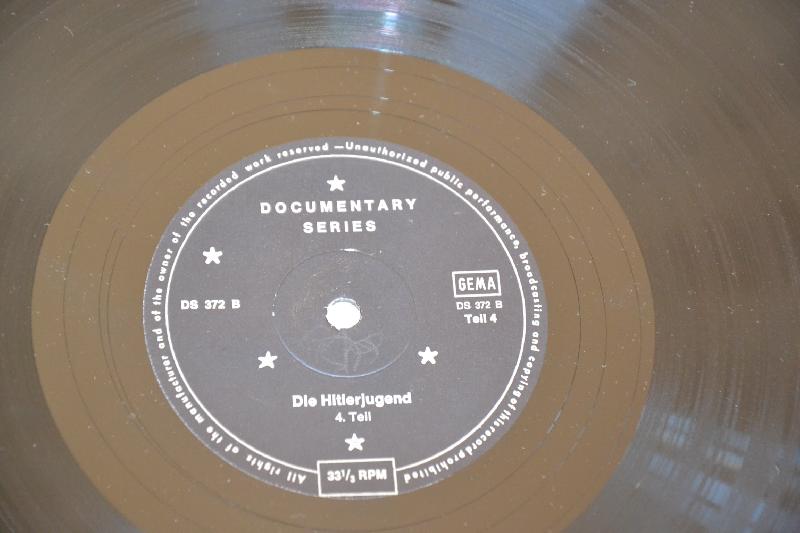 All rights of the manufacturer and of the owner of the recorded work reserved — Unauthorized public performance, broadcasting and copying of this record prohibited
DOCUMENTARY
SERIES
GEMA
DS 372 B
DS 372 B
Teil 4
Die Hitlerjugend
4. Teil
33 1/3 RPM